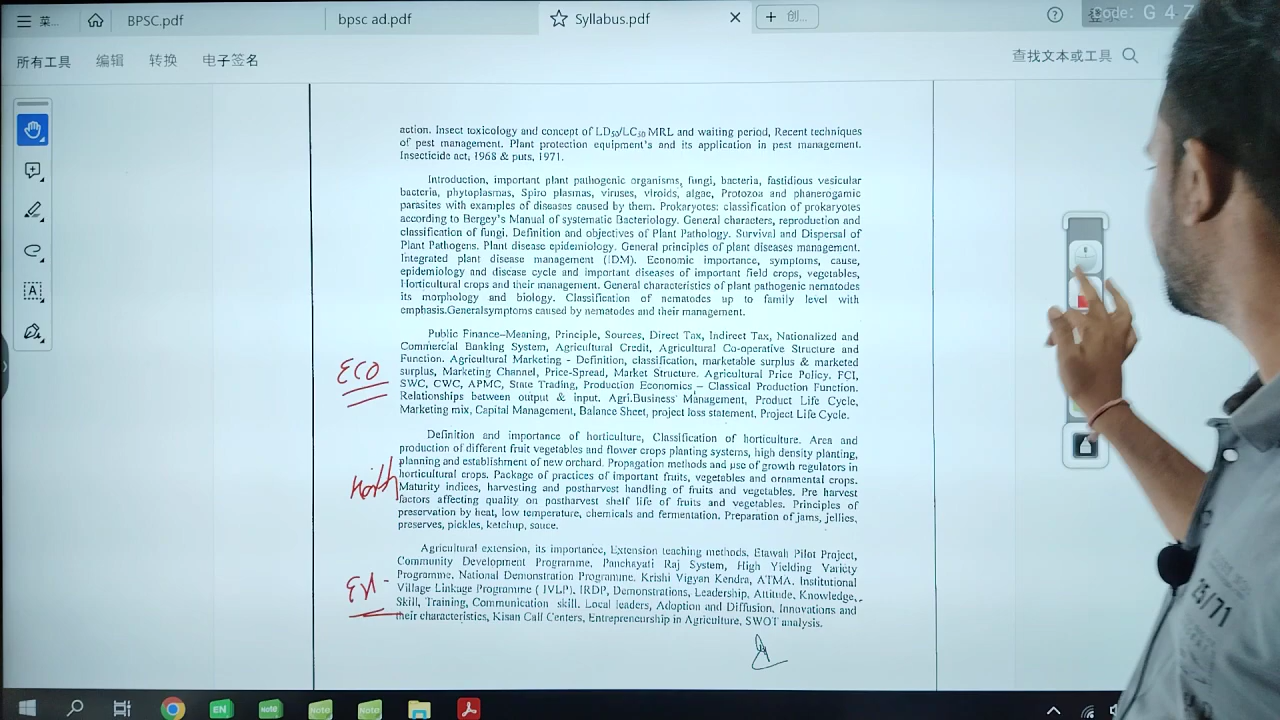 菜...
BPSC.pdf
bpsc ad.pdf
Syllabus.pdf
创...
Code: G 4 Z
所有工具
编辑
转换
电子签名
查找文本或工具
action. Insect toxicology and concept of LD50/LC50 MRL and waiting period, Recent techniques
of pest management. Plant protection equipment's and its application in pest management.
Insecticide act, 1968 & puts, 1971.
Introduction, important plant pathogenic organisms, fungi, bacteria, fastidious vesicular
bacteria, phytoplasmas, Spiro plasmas, viruses, viroids, algae, Protozoa and phanerogamic
parasites with examples of diseases caused by them. Prokaryotes: classification of prokaryotes
according to Bergey's Manual of systematic Bacteriology. General characters, reproduction and
classification of fungi. Definition and objectives of Plant Pathology. Survival and Dispersal of
Plant Pathogens. Plant disease epidemiology. General principles of plant diseases management.
Integrated plant disease management (IDM). Economic importance, symptoms, cause,
epidemiology and disease cycle and important diseases of important field crops, vegetables,
Horticultural crops and their management. General characteristics of plant pathogenic nematodes
its morphology and biology. Classification of nematodes up to family level with
emphasis.Generalsymptoms caused by nematodes and their management.
Public Finance–Meaning, Principle, Sources, Direct Tax, Indirect Tax, Nationalized and
Commercial Banking System, Agricultural Credit, Agricultural Co-operative Structure and
Function. Agricultural Marketing - Definition, classification, marketable surplus & marketed
surplus, Marketing Channel, Price-Spread, Market Structure. Agricultural Price Policy. FCI,
SWC, CWC, APMC, State Trading, Production Economics – Classical Production Function.
Relationships between output & input. Agri.Business Management, Product Life Cycle,
Marketing mix, Capital Management, Balance Sheet, project loss statement, Project Life Cycle.
ECO
Definition and importance of horticulture, Classification of horticulture. Area and
production of different fruit vegetables and flower crops planting systems, high density planting,
planning and establishment of new orchard. Propagation methods and use of growth regulators in
horticultural crops. Package of practices of important fruits, vegetables and ornamental crops.
Maturity indices, harvesting and postharvest handling of fruits and vegetables. Pre harvest
factors affecting quality on postharvest shelf life of fruits and vegetables. Principles of
preservation by heat, low temperature, chemicals and fermentation. Preparation of jams, jellies,
preserves, pickles, ketchup, sauce.
Agricultural extension, its importance, Extension teaching methods, Etawah Pilot Project,
Community Development Programme, Panchayati Raj System, High Yielding Variety
Programme. National Demonstration Programme. Krishi Vigyan Kendra, ATMA. Institutional
Village Linkage Programme ( IVLP). IRDP, Demonstrations, Leadership, Attitude, Knowledge,
Skill, Training, Communication skill. Local leaders, Adoption and Diffusion, Innovations and
their characteristics, Kisan Call Centers, Entrepreneurship in Agriculture, SWOT analysis.
EN
Note
Note
Note